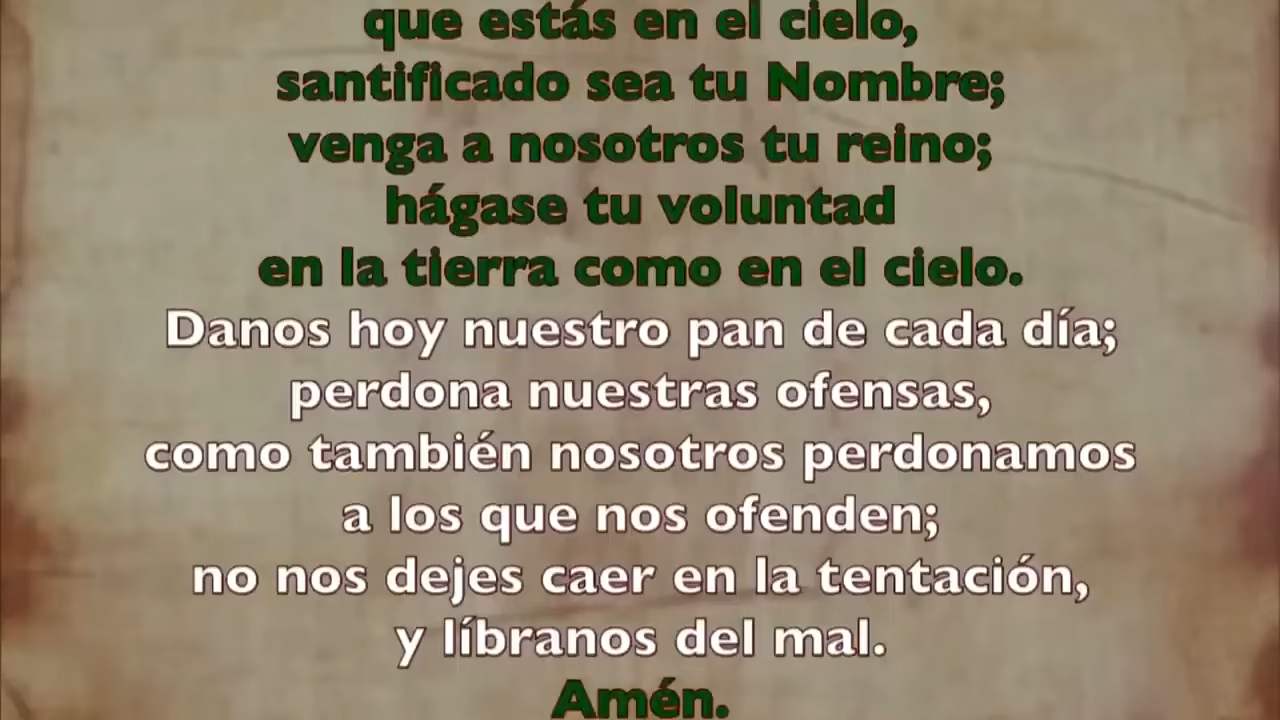 que estás en el cielo,
santificado sea tu Nombre;
venga a nosotros tu reino;
hágase tu voluntad
en la tierra como en el cielo.
Danos hoy nuestro pan de cada día;
perdona nuestras ofensas,
como también nosotros perdonamos
a los que nos ofenden;
no nos dejes caer en la tentación,
y líbranos del mal.
Amén.